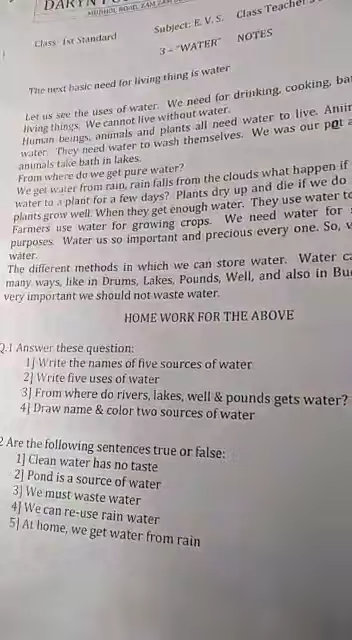 DARYN
MUDHOL ROAD,
Class: 1st Standard Subject: E. V. S. Class Teacher
3 – "WATER" NOTES
The next basic need for living thing is water
Let us see the uses of water. We need for drinking, cooking,
living things. We cannot live without water.
Human beings, animals and plants all need water to live.
water. They need water to wash themselves. We was our pot
animals take bath in lakes.
From where do we get pure water?
We get water from rain, rain falls from the clouds what happen if
water to a plant for a few days? Plants dry up and die if we do
plants grow well. When they get enough water. They use water
Farmers use water for growing crops. We need water for
purposes. Water us so important and precious every one. So,
water.
The different methods in which we can store water. Water
many ways, like in Drums, Lakes, Pounds, Well, and also in
very important we should not waste water.
HOME WORK FOR THE ABOVE
Q.1 Answer these question:
1] Write the names of five sources of water
2] Write five uses of water
3] From where do rivers, lakes, well & pounds gets water?
4] Draw name & color two sources of water
2 Are the following sentences true or false:
1] Clean water has no taste
2] Pond is a source of water
3] We must waste water
4] We can re-use rain water
5] At home, we get water from rain